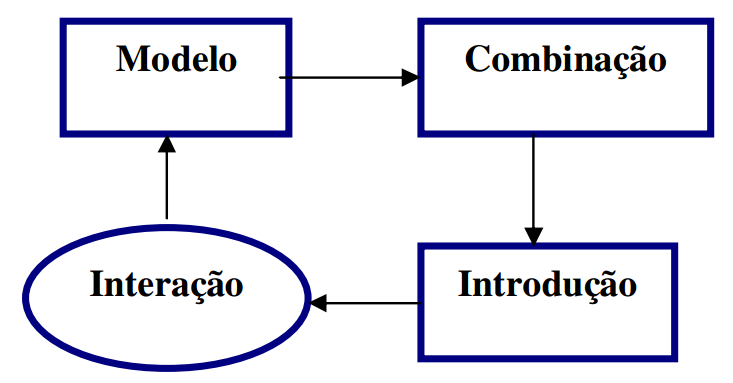 Modelo
Combinação
Interação
Introdução